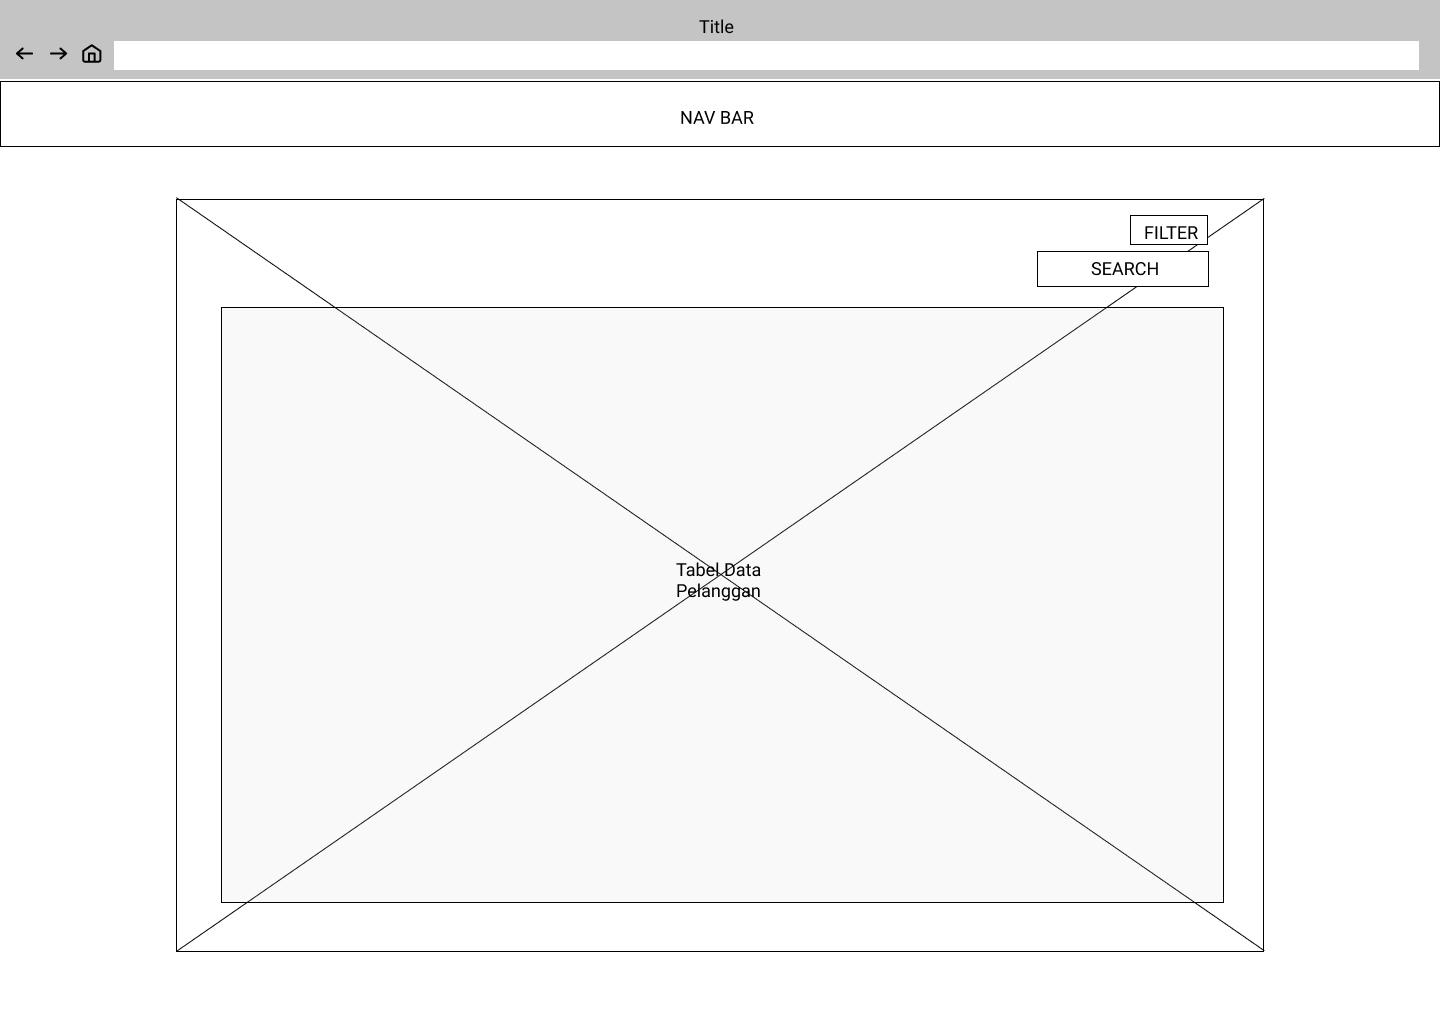 Title
NAV BAR
FILTER
SEARCH
Tabel Data
Pelanggan